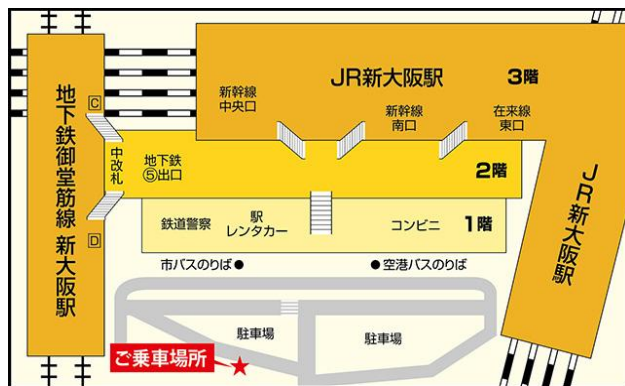 JR新大阪駅
3階
新幹線
中央口
新幹線
南口
在来線
東口
地下鉄御堂筋線 新大阪駅
C
中改札
地下鉄
⑤出口
2階
JR新大阪駅
D
鉄道警察
駅
レンタカー
コンビニ
1階
市バスのりば
空港バスのりば
駐車場
駐車場
ご乗車場所